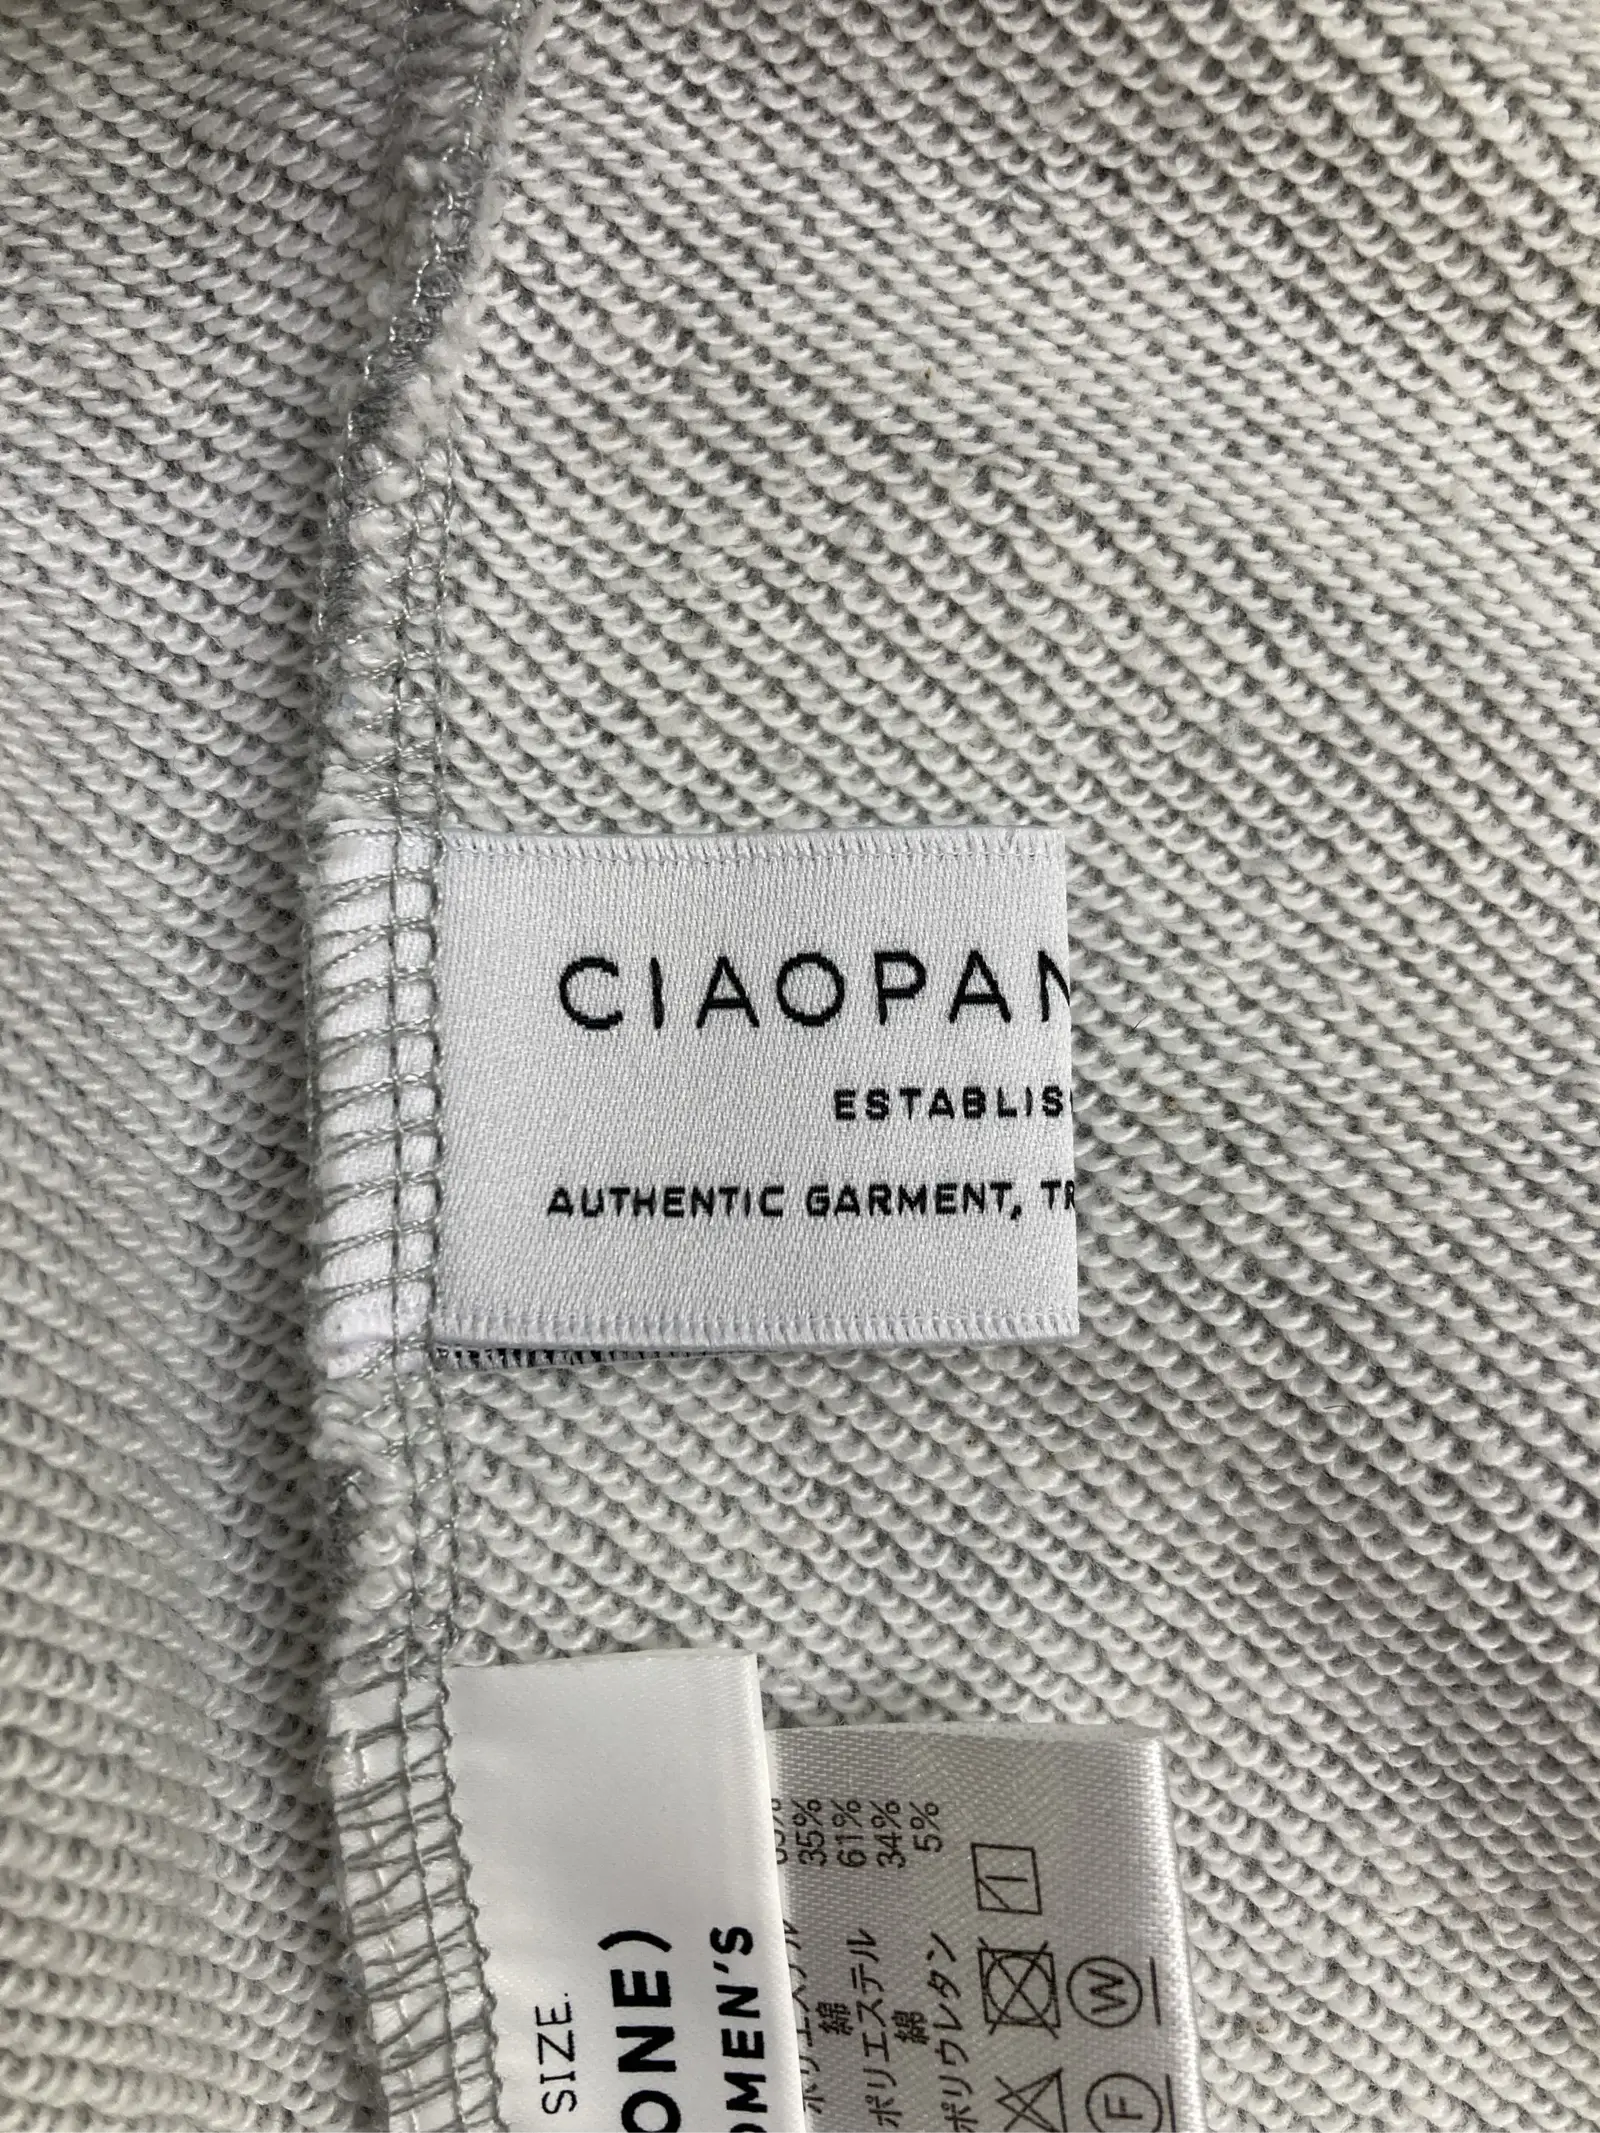 CIAOPAN
ESTABLIS
AUTHENTIC GARMENT, TR
SIZE.
ONE)
OMEN'S
35%
綿
ポリエステル 61%
綿 34%
ポリウレタン 5%
W
F